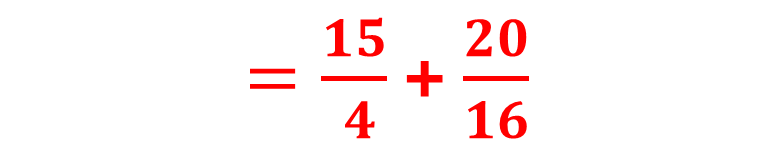 = 15/4 + 20/16